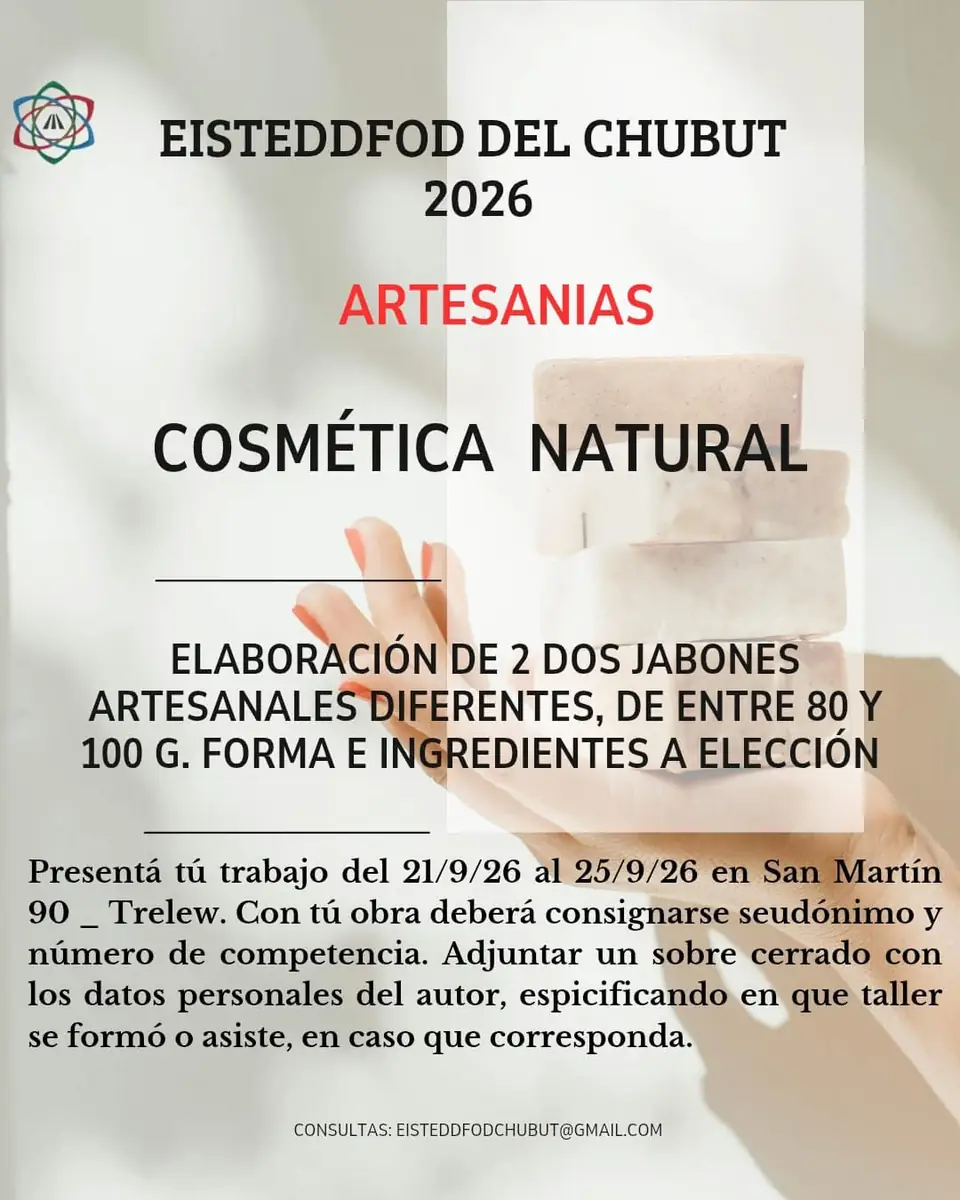 EISTEDDFOD DEL CHUBUT
2026
ARTESANIAS
COSMÉTICA NATURAL
ELABORACIÓN DE 2 DOS JABONES
ARTESANALES DIFERENTES, DE ENTRE 80 Y
100 G. FORMA E INGREDIENTES A ELECCIÓN
Presentá tú trabajo del 21/9/26 al 25/9/26 en San Martín
90 _ Trelew. Con tú obra deberá consignarse seudónimo y
número de competencia. Adjuntar un sobre cerrado con
los datos personales del autor, espicificando en que taller
se formó o asiste, en caso que corresponda.
CONSULTAS: EISTEDDFODCHUBUT@GMAIL.COM